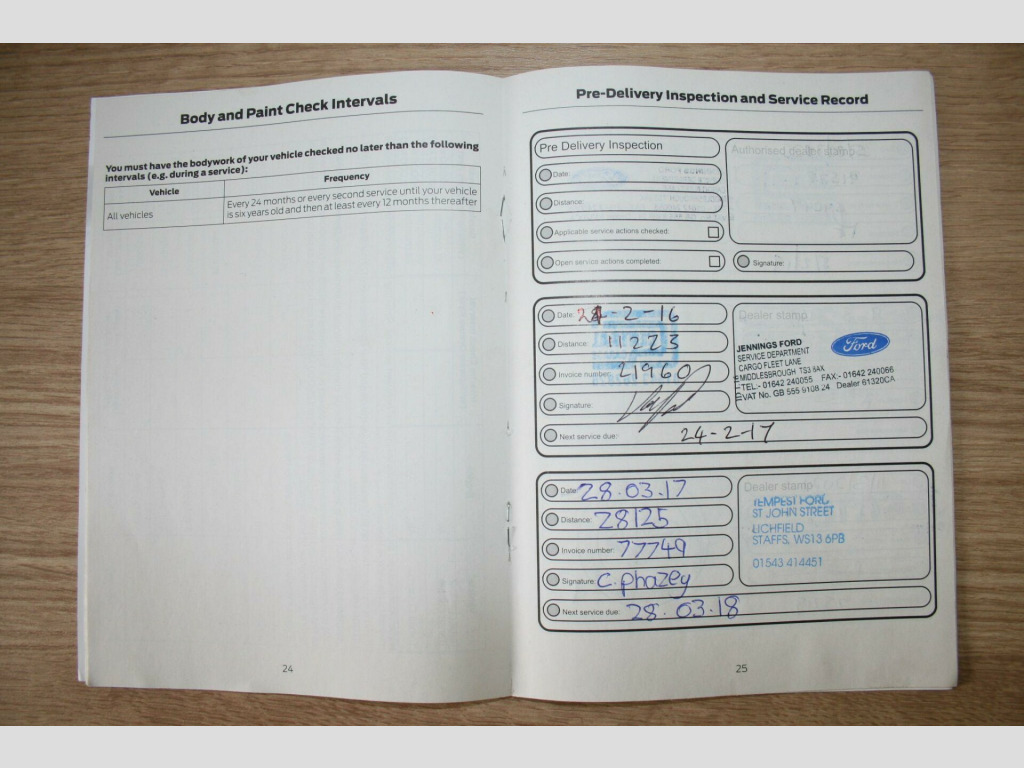 Body and Paint Check Intervals
You must have the bodywork of your vehicle checked no later than the following
intervals (e.g. during a service):
Vehicle Frequency
All vehicles Every 24 months or every second service until your vehicle
is six years old and then at least every 12 months thereafter
24
Pre-Delivery Inspection and Service Record
Pre Delivery Inspection
Date:
Distance:
Applicable service actions checked:
Open service actions completed:
Signature:
Date: 24-2-16
Distance: 11223
Invoice number: 21960
Signature:
Next service due: 24-2-17
Dealer stamp
JENNINGS FORD
SERVICE DEPARTMENT
CARGO FLEET LANE
MIDDLESBROUGH TS3 8AX
TEL:- 01642 240055 FAX:- 01642 240066
VAT No. GB 555 9108 24 Dealer 61320CA
Ford
Date: 28.03.17
Distance: 28125
Invoice number: 77749
Signature: C. phazey
Next service due: 28.03.18
Dealer stamp
TEMPEST FORD
ST JOHN STREET
LICHFIELD
STAFFS, WS13 6PB
01543 414451
25